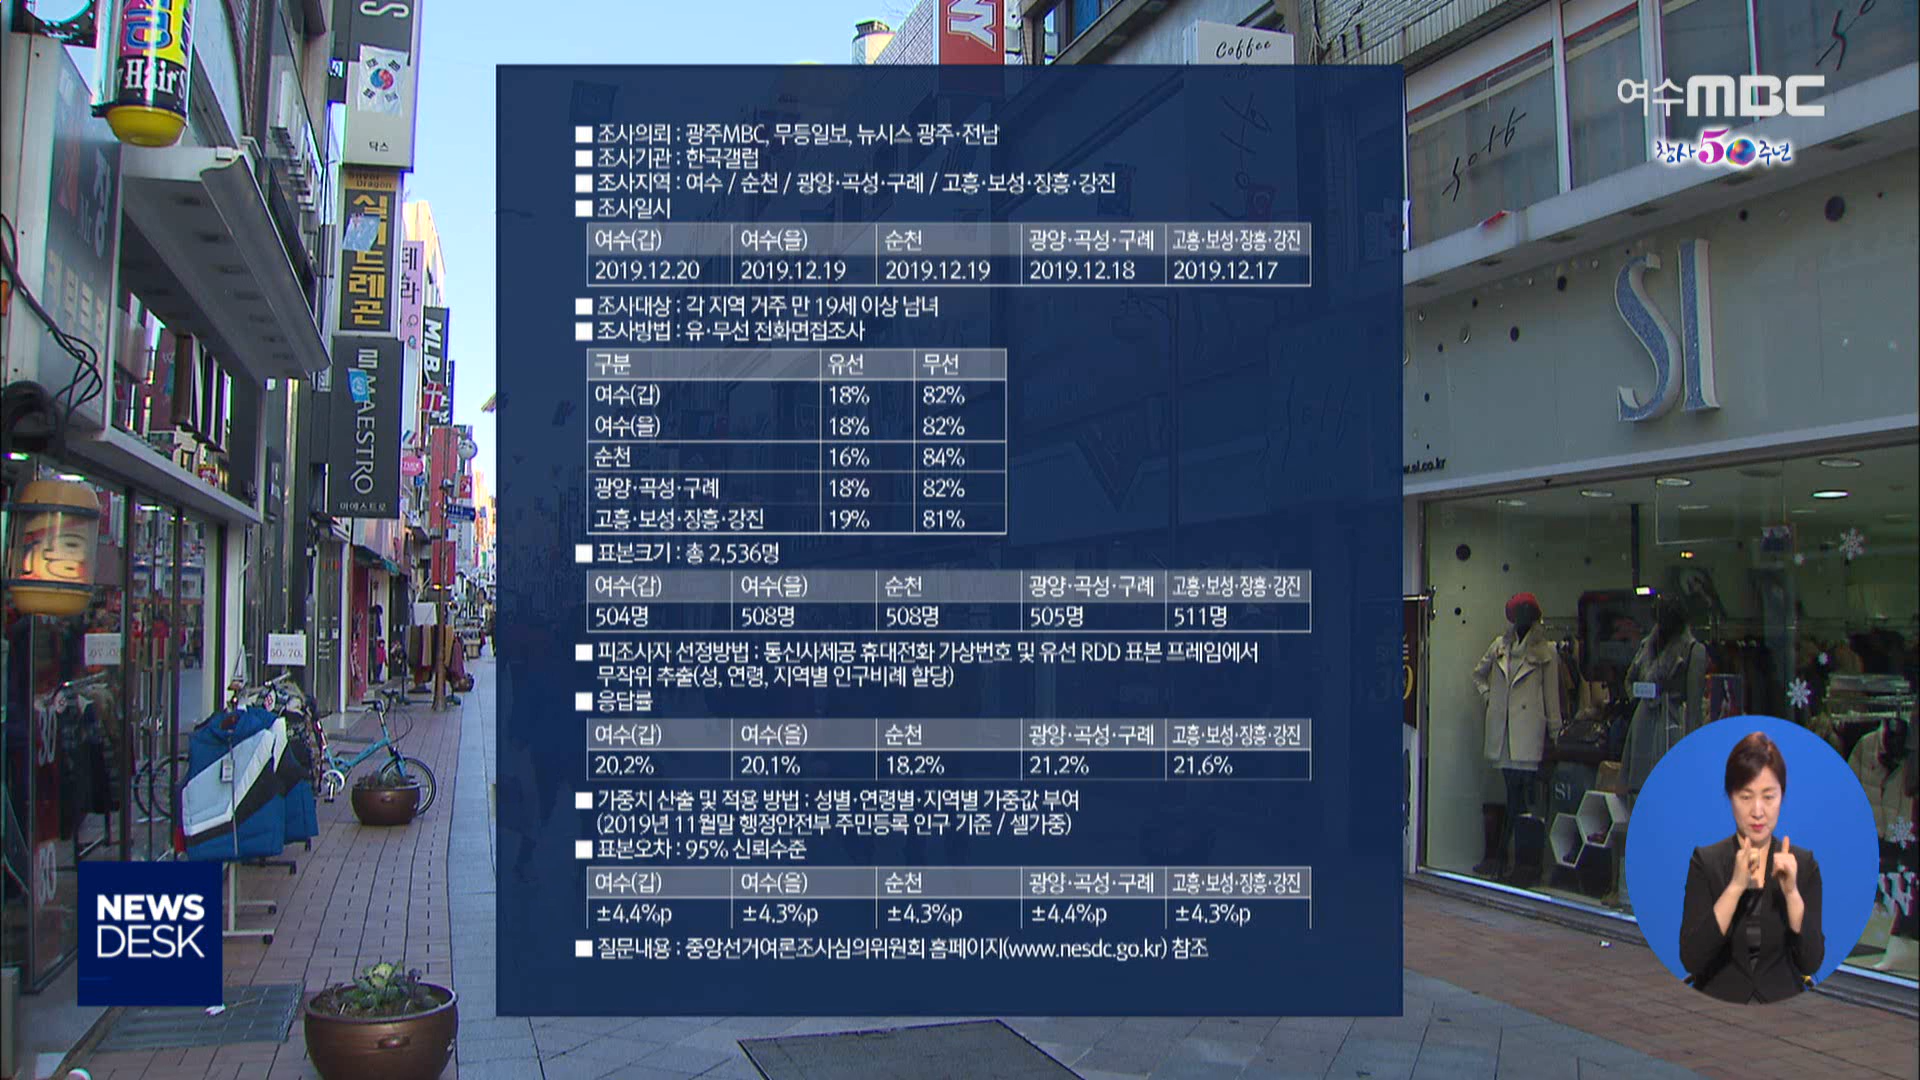 여수MBC
창사50주년
Coffee
Hair
닥스
MLB
MAESTRO
마에스트로
SI
■ 조사의뢰 : 광주MBC, 무등일보, 뉴시스 광주·전남
■ 조사기관 : 한국갤럽
■ 조사지역 : 여수 / 순천 / 광양·곡성·구례 / 고흥·보성·장흥·강진
■ 조사일시
여수(갑) 여수(을) 순천 광양·곡성·구례 고흥·보성·장흥·강진
2019.12.20 2019.12.19 2019.12.19 2019.12.18 2019.12.17
■ 조사대상 : 각 지역 거주 만 19세 이상 남녀
■ 조사방법 : 유·무선 전화면접조사
구분 유선 무선
여수(갑) 18% 82%
여수(을) 18% 82%
순천 16% 84%
광양·곡성·구례 18% 82%
고흥·보성·장흥·강진 19% 81%
■ 표본크기 : 총 2,536명
여수(갑) 여수(을) 순천 광양·곡성·구례 고흥·보성·장흥·강진
504명 508명 508명 505명 511명
■ 피조사자 선정방법 : 통신사제공 휴대전화 가상번호 및 유선 RDD 표본 프레임에서
무작위 추출(성, 연령, 지역별 인구비례 할당)
■ 응답률
여수(갑) 여수(을) 순천 광양·곡성·구례 고흥·보성·장흥·강진
20.2% 20.1% 18.2% 21.2% 21.6%
■ 가중치 산출 및 적용 방법 : 성별·연령별·지역별 가중값 부여
(2019년 11월말 행정안전부 주민등록 인구 기준 / 셀가중)
■ 표본오차 : 95% 신뢰수준
여수(갑) 여수(을) 순천 광양·곡성·구례 고흥·보성·장흥·강진
±4.4%p ±4.3%p ±4.3%p ±4.4%p ±4.3%p
■ 질문내용 : 중앙선거여론조사심의위원회 홈페이지(www.nesdc.go.kr) 참조
NEWS
DESK